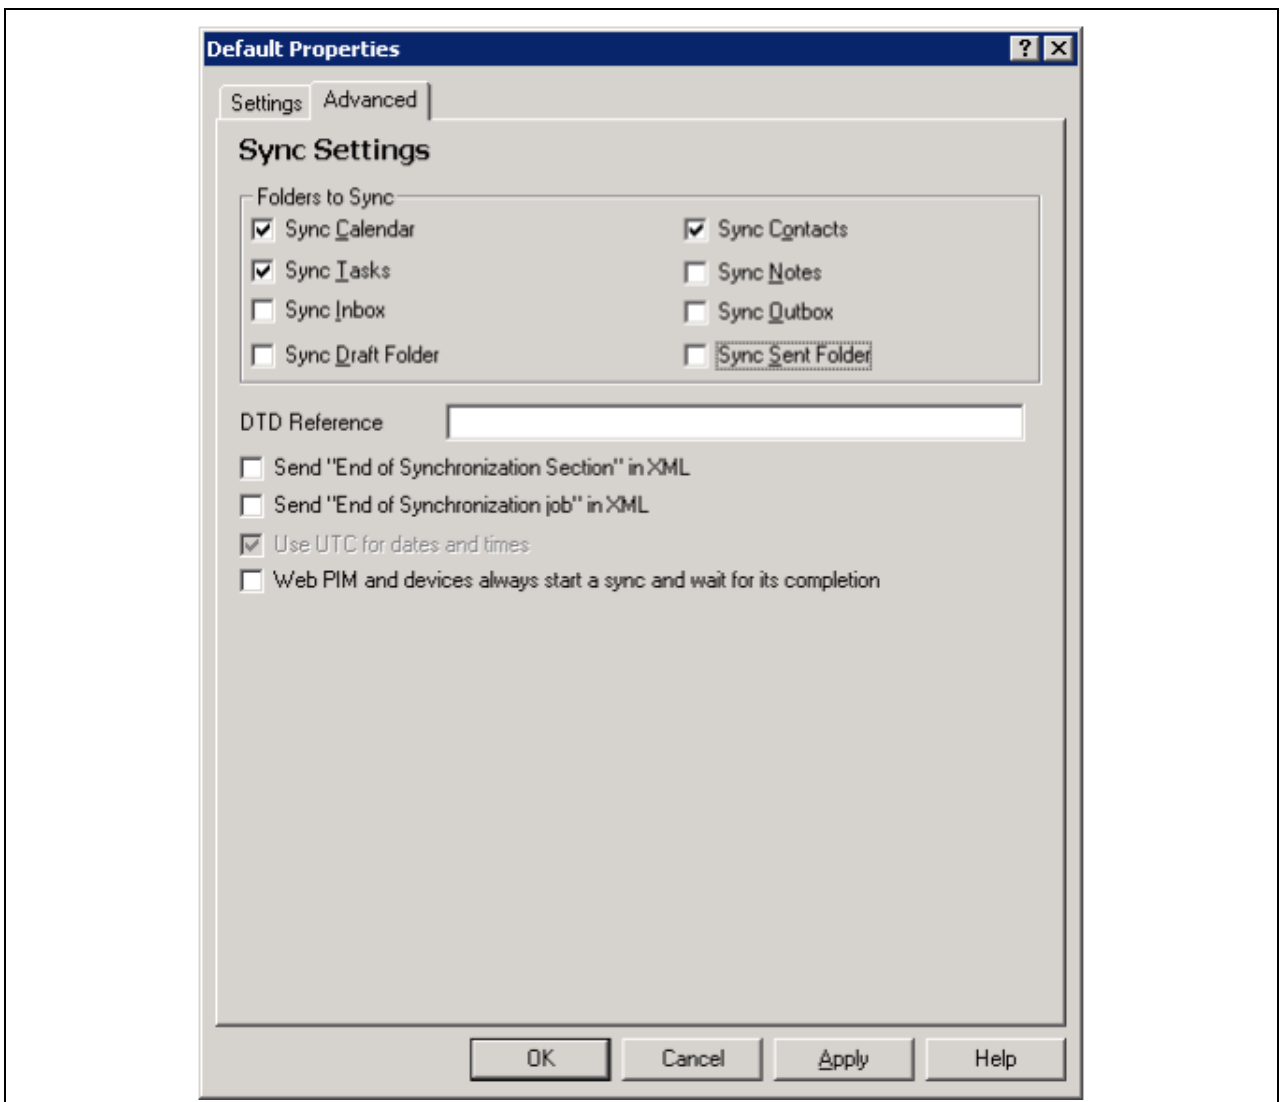 Default Properties
Settings Advanced
Sync Settings
Folders to Sync
Sync Calendar Sync Contacts
Sync Tasks Sync Notes
Sync Inbox Sync Outbox
Sync Draft Folder Sync Sent Folder
DTD Reference
Send "End of Synchronization Section" in XML
Send "End of Synchronization job" in XML
Use UTC for dates and times
Web PIM and devices always start a sync and wait for its completion
OK Cancel Apply Help